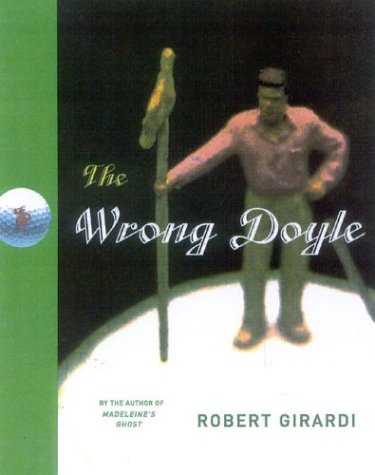 The
Wrong Doyle
BY THE AUTHOR OF
MADELEINE'S
GHOST
ROBERT GIRARDI